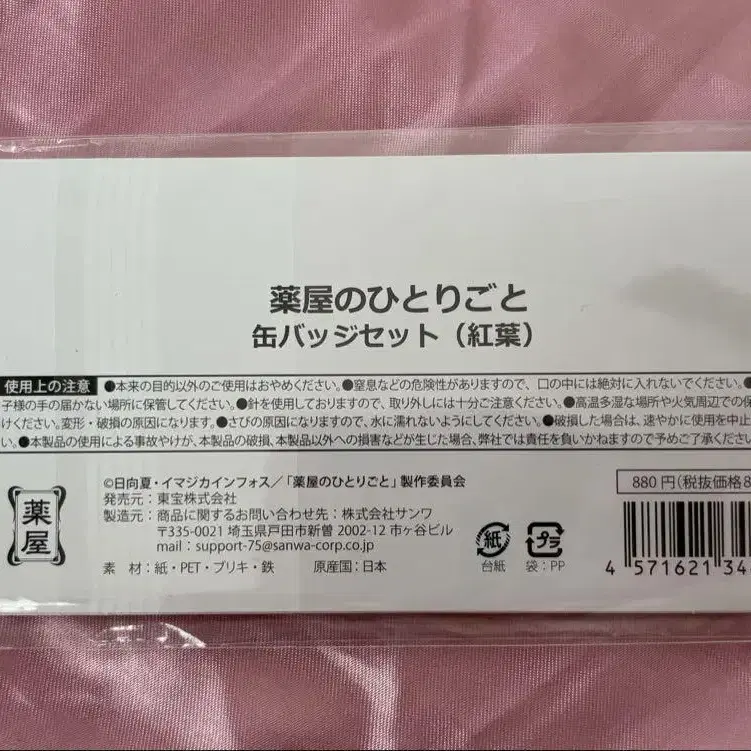 薬屋のひとりごと
缶バッジセット（紅葉）
使用上の注意 ●本来の目的以外のご使用はおやめください。●窒息などの危険性がありますので、口の中には絶対に入れないでください。●
子様の手の届かない場所に保管してください。●針を使用しておりますので、取り外しには十分ご注意ください。●高温多湿な場所や火気周辺での保
けください。変形・破損の原因になります。●さびの原因になりますので、水に濡れないようにしてください。●破損した場合は、速やかに使用を中止
い。●本製品の使用による事故やけが、本製品の破損、本製品以外への損害などが生じた場合、弊社では責任を負いかねますので予めご了承ください
薬屋
©日向夏・イマジカインフォス／「薬屋のひとりごと」製作委員会
発売元：東宝株式会社
製造元：商品に関するお問い合わせ先：株式会社サンワ
〒335-0021 埼玉県戸田市新曽 2002-12 市ヶ谷ビル
mail：support-75@sanwa-corp.co.jp
素 材：紙・PET・ブリキ・鉄 原産国：日本
紙
台紙
プラ
袋：PP
880 円（税抜価格8
4 571621 34